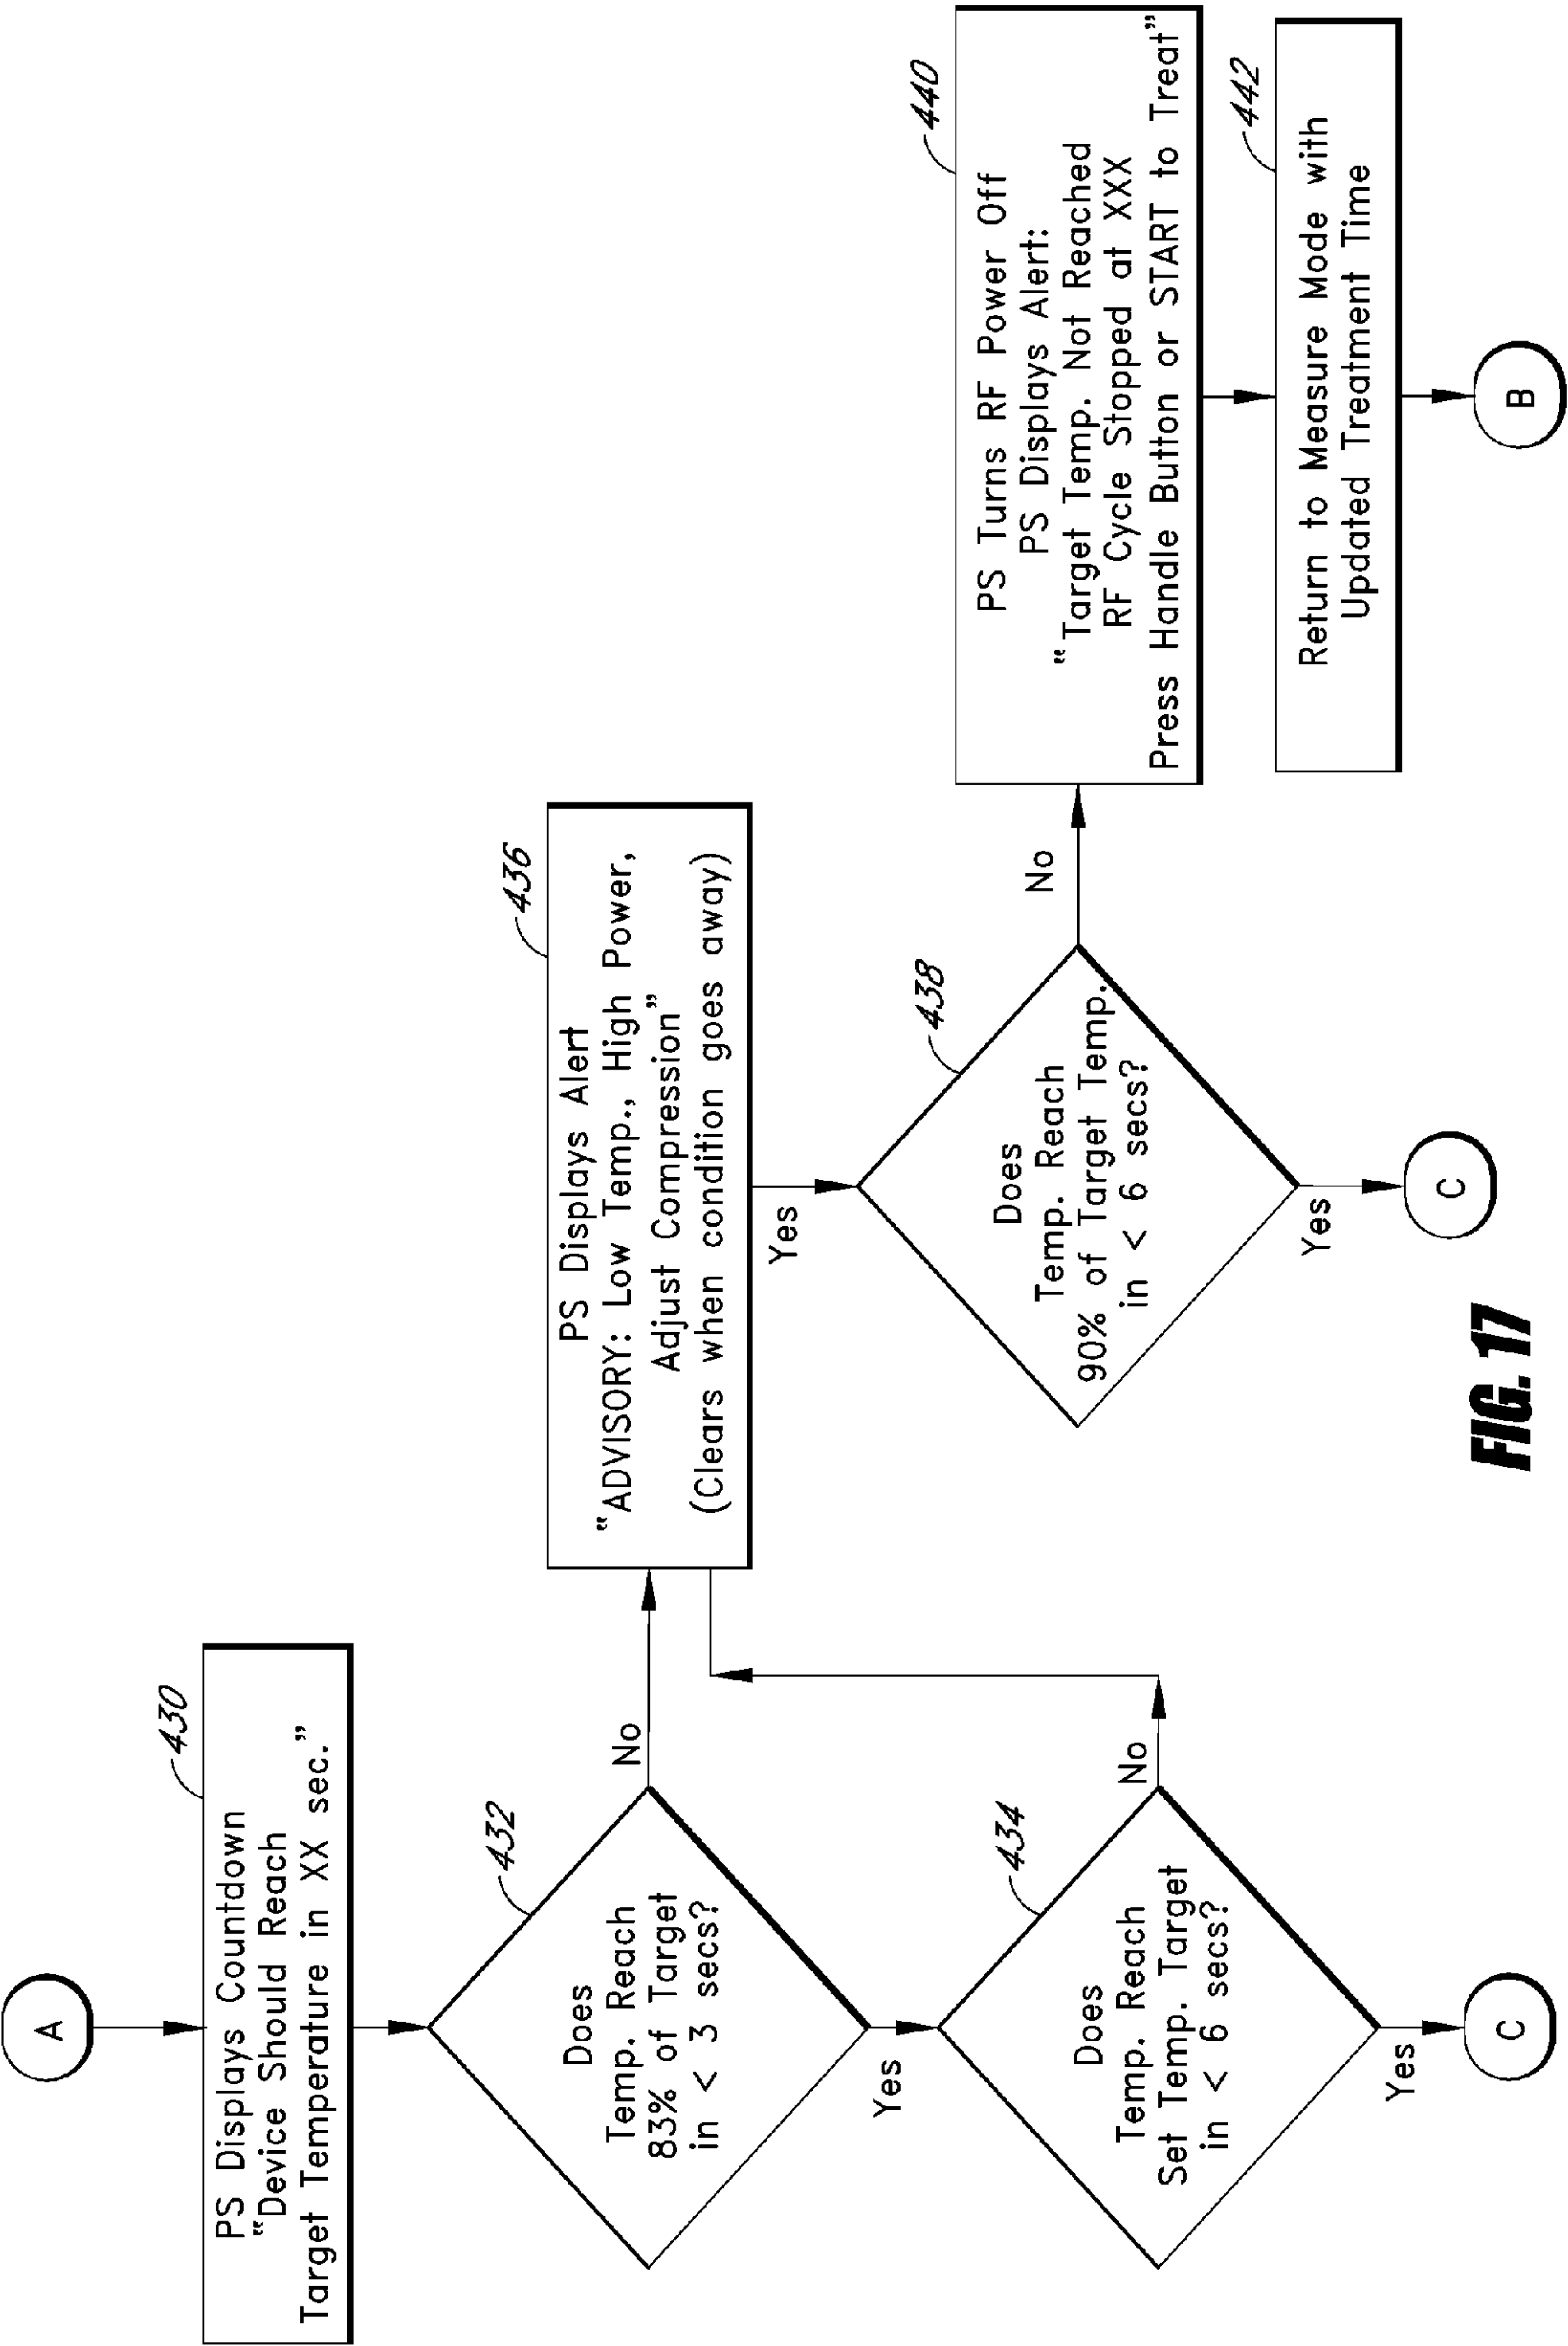 A
430
PS Displays Countdown
"Device Should Reach
Target Temperature in XX sec."
432
Does
Temp. Reach
83% of Target
in < 3 secs?
No
Yes
434
Does
Temp. Reach
Set Temp. Target
in < 6 secs?
No
Yes
C
436
PS Displays Alert
"ADVISORY: Low Temp., High Power,
Adjust Compression"
(Clears when condition goes away)
Yes
438
Does
Temp. Reach
90% of Target Temp.
in < 6 secs?
No
Yes
C
440
PS Turns RF Power Off
PS Displays Alert:
"Target Temp. Not Reached
RF Cycle Stopped at XXX
Press Handle Button or START to Treat"
442
Return to Measure Mode with
Updated Treatment Time
B
FIG. 17